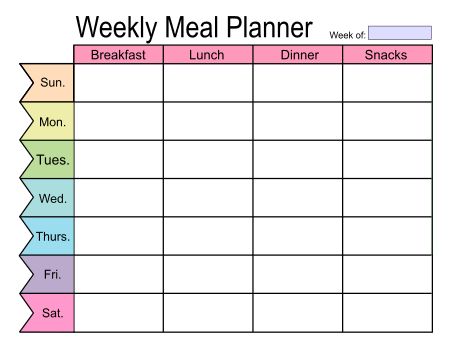 Weekly Meal Planner
Week of:
Breakfast Lunch Dinner Snacks
Sun.
Mon.
Tues.
Wed.
Thurs.
Fri.
Sat.